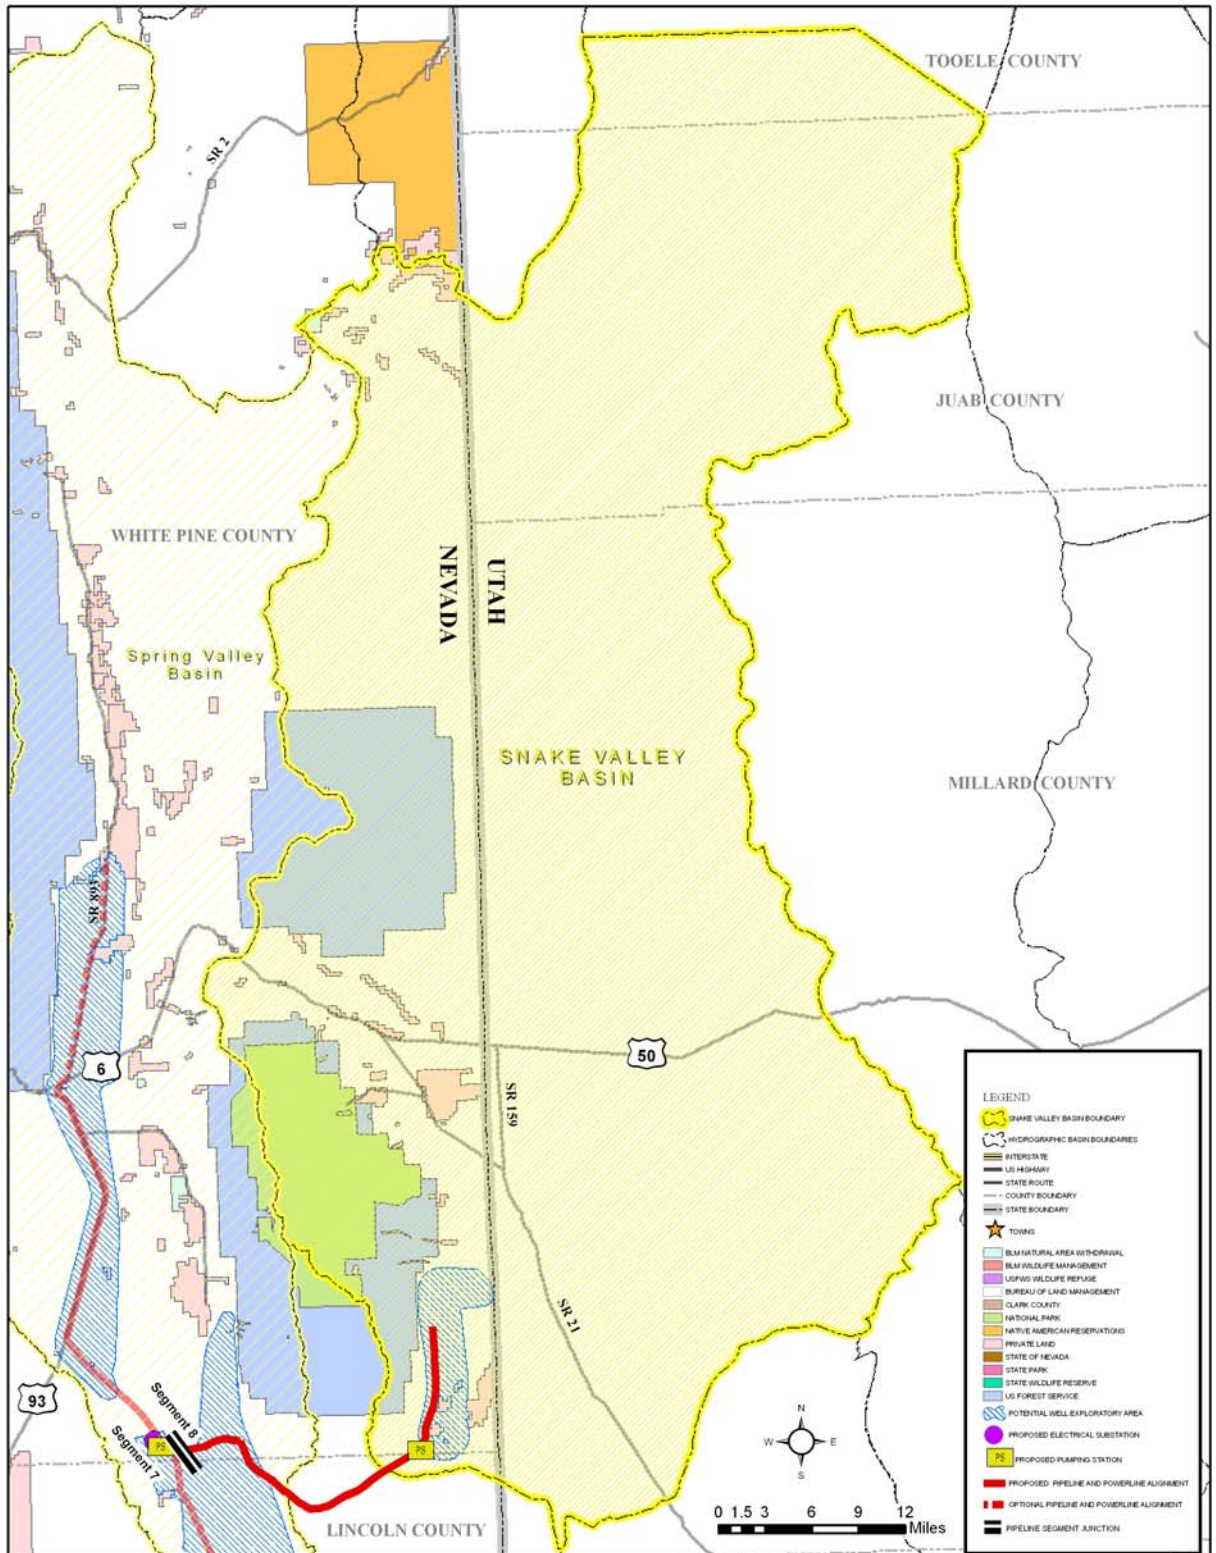 TOOELE COUNTY
SR 2
JUAB COUNTY
WHITE PINE COUNTY
NEVADA
UTAH
Spring Valley
Basin
SNAKE VALLEY
BASIN
MILLARD COUNTY
SR 893
6
50
SR 159
SR 21
93
Segment 8
Segment 7
PS
PS
LINCOLN COUNTY
N
W
E
S
0 1.5 3 6 9 12
Miles
LEGEND
SNAKE VALLEY BASIN BOUNDARY
HYDROGRAPHIC BASIN BOUNDARIES
INTERSTATE
US HIGHWAY
STATE ROUTE
COUNTY BOUNDARY
STATE BOUNDARY
TOWNS
BLM NATURAL AREA WITHDRAWAL
BLM WILDLIFE MANAGEMENT
USFWS WILDLIFE REFUGE
BUREAU OF LAND MANAGEMENT
CLARK COUNTY
NATIONAL PARK
NATIVE AMERICAN RESERVATIONS
PRIVATE LAND
STATE OF NEVADA
STATE PARK
STATE WILDLIFE RESERVE
US FOREST SERVICE
POTENTIAL WELL EXPLORATORY AREA
PROPOSED ELECTRICAL SUBSTATION
PS
PROPOSED PUMPING STATION
PROPOSED PIPELINE AND POWERLINE ALIGNMENT
OPTIONAL PIPELINE AND POWERLINE ALIGNMENT
PIPELINE SEGMENT JUNCTION